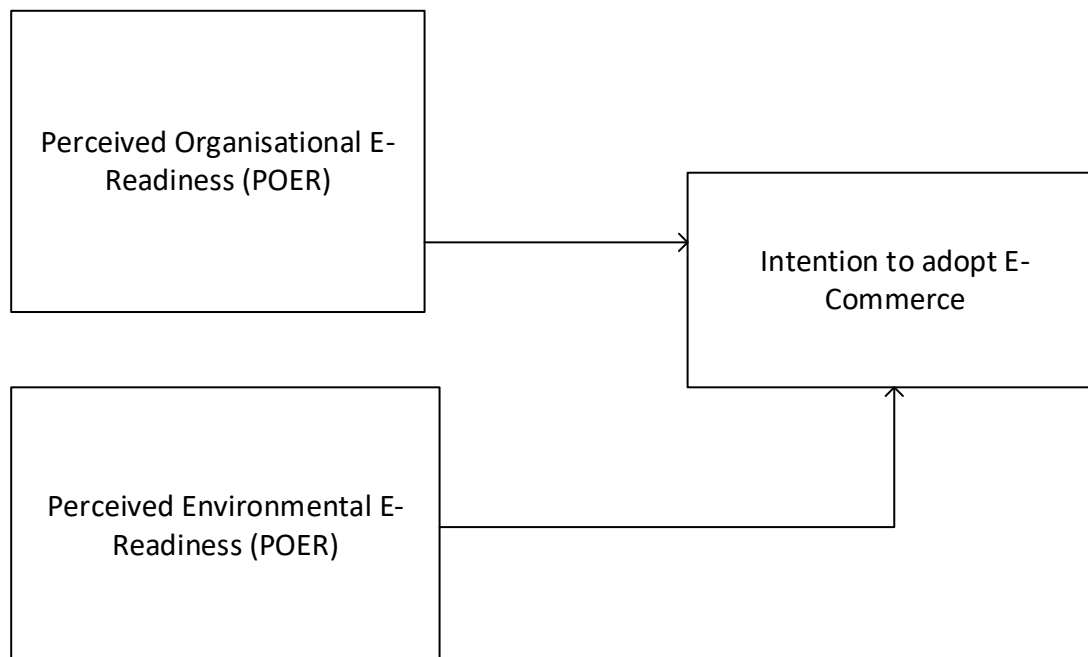 Perceived Organisational E-
Readiness (POER)
Intention to adopt E-
Commerce
Perceived Environmental E-
Readiness (POER)